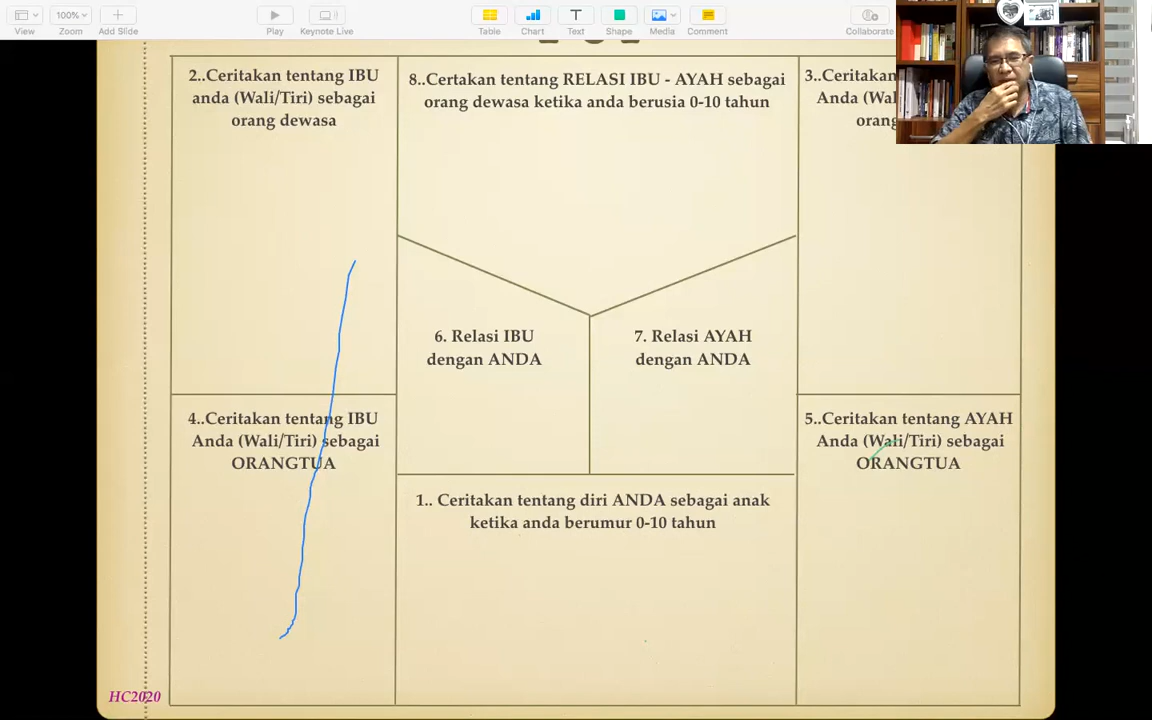 View
100%
Zoom
Add Slide
Play
Keynote Live
Table
Chart
Text
Shape
Media
Comment
Collaborate
2..Ceritakan tentang IBU
anda (Wali/Tiri) sebagai
orang dewasa
8..Certakan tentang RELASI IBU - AYAH sebagai
orang dewasa ketika anda berusia 0-10 tahun
3..Ceritakan
Anda
6. Relasi IBU
dengan ANDA
7. Relasi AYAH
dengan ANDA
4..Ceritakan tentang IBU
Anda (Wali/Tiri) sebagai
ORANGTUA
5..Ceritakan tentang AYAH
Anda (Wali/Tiri) sebagai
ORANGTUA
1.. Ceritakan tentang diri ANDA sebagai anak
ketika anda berumur 0-10 tahun
HC2020